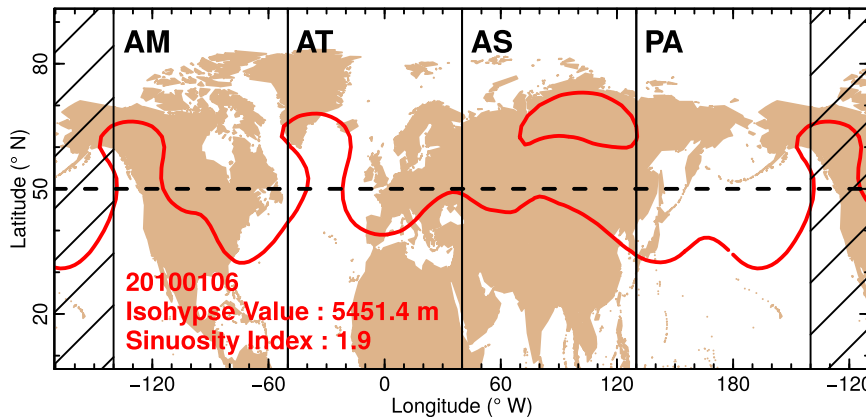 AM AT AS PA
80
50
20
Latitude (° N)
20100106
Isohypse Value : 5451.4 m
Sinuosity Index : 1.9
−120 −60 0 60 120 180 −120
Longitude (° W)